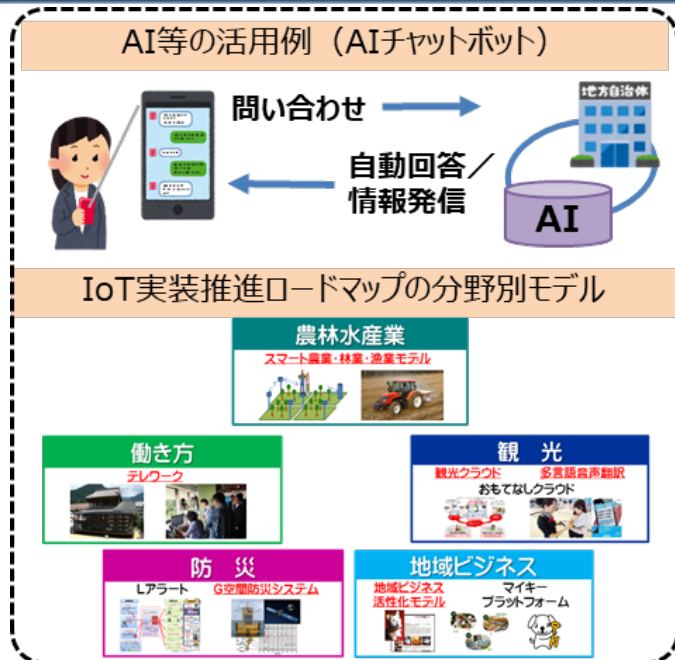 AI等の活用例（AIチャットボット）
問い合わせ
地方自治体
自動回答／
情報発信
AI
IoT実装推進ロードマップの分野別モデル
農林水産業
スマート農業・林業・漁業モデル
働き方
テレワーク
観 光
観光クラウド 多言語音声翻訳
おもてなしクラウド
防 災
Lアラート G空間防災システム
地域ビジネス
地域ビジネス
活性化モデル
マイキー
プラットフォーム